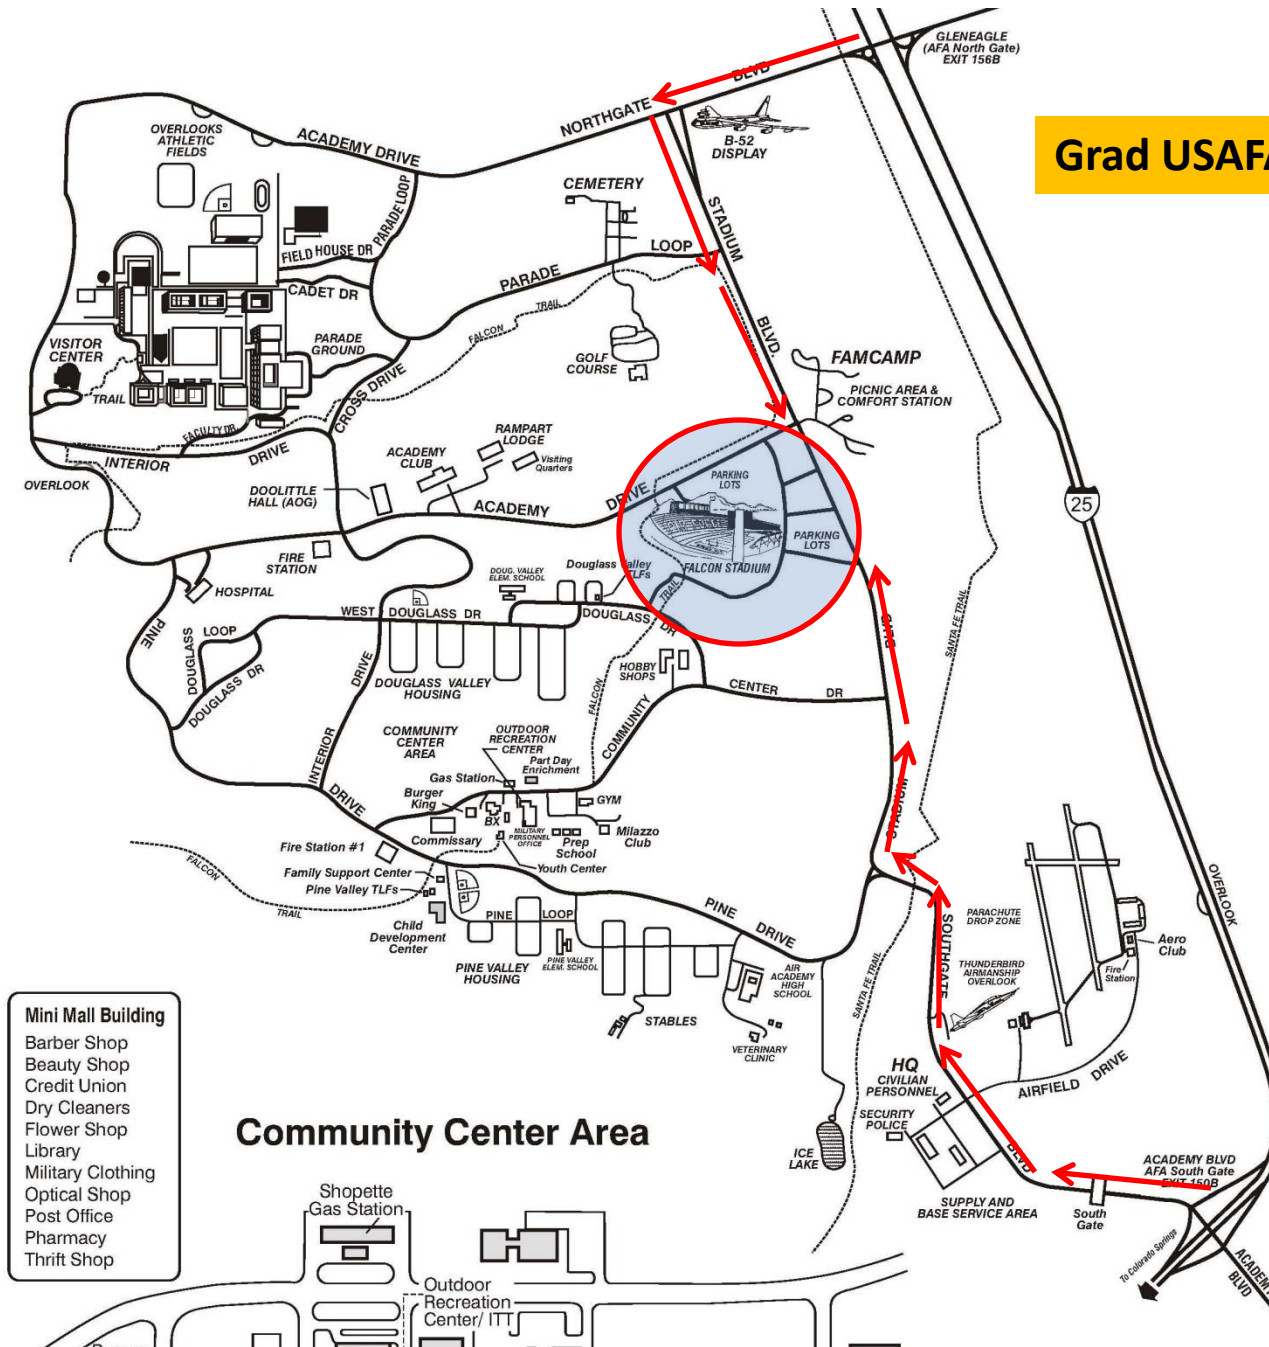 GLENEAGLE
(AFA North Gate)
EXIT 156B
Grad USAFA
NORTHGATE
BLVD
B-52
DISPLAY
OVERLOOKS
ATHLETIC
FIELDS
ACADEMY DRIVE
PARADE LOOP
FIELD HOUSE DR
CADET DR
CEMETERY
STADIUM
BLVD.
PARADE
LOOP
FALCON
TRAIL
PARADE
GROUND
VISITOR
CENTER
TRAIL
GOLF
COURSE
FAMCAMP
PICNIC AREA &
COMFORT STATION
CROSS DRIVE
FACULTY DR
INTERIOR
DRIVE
OVERLOOK
ACADEMY
CLUB
RAMPART
LODGE
Visiting
Quarters
DOOLITTLE
HALL (AOG)
ACADEMY
DRIVE
PARKING
LOTS
PARKING
LOTS
FALCON STADIUM
TRAIL
25
FIRE
STATION
HOSPITAL
DOUG. VALLEY
ELEM. SCHOOL
Douglass Valley
TLFs
WEST
DOUGLASS DR
DOUGLASS
DR
PINE
DOUGLASS
LOOP
DOUGLASS DR
DRIVE
INTERIOR
DOUGLASS VALLEY
HOUSING
HOBBY
SHOPS
FALCON
COMMUNITY
CENTER
DR
BLVD
SANTA FE TRAIL
COMMUNITY
CENTER
AREA
OUTDOOR
RECREATION
CENTER
Part Day
Enrichment
Gas Station
Burger
King
BX
GYM
Commissary
MILITARY
PERSONNEL
OFFICE
Prep
School
Milazzo
Club
Youth Center
DRIVE
STADIUM
Fire Station #1
Family Support Center
Pine Valley TLFs
FALCON
TRAIL
Child
Development
Center
PINE
LOOP
PINE
DRIVE
PINE VALLEY
HOUSING
PINE VALLEY
ELEM. SCHOOL
AIR
ACADEMY
HIGH
SCHOOL
STABLES
VETERINARY
CLINIC
SANTA FE TRAIL
SOUTHGATE
PARACHUTE
DROP ZONE
THUNDERBIRD
AIRMANSHIP
OVERLOOK
Aero
Club
Fire
Station
OVERLOOK
AIRFIELD DRIVE
HQ
CIVILIAN
PERSONNEL
SECURITY
POLICE
ICE
LAKE
BLVD
SUPPLY AND
BASE SERVICE AREA
South
Gate
ACADEMY BLVD
AFA South Gate
EXIT 150B
To Colorado Springs
ACADEMY
BLVD
Mini Mall Building
Barber Shop
Beauty Shop
Credit Union
Dry Cleaners
Flower Shop
Library
Military Clothing
Optical Shop
Post Office
Pharmacy
Thrift Shop
Community Center Area
Shopette
Gas Station
Outdoor
Recreation
Center/ ITT